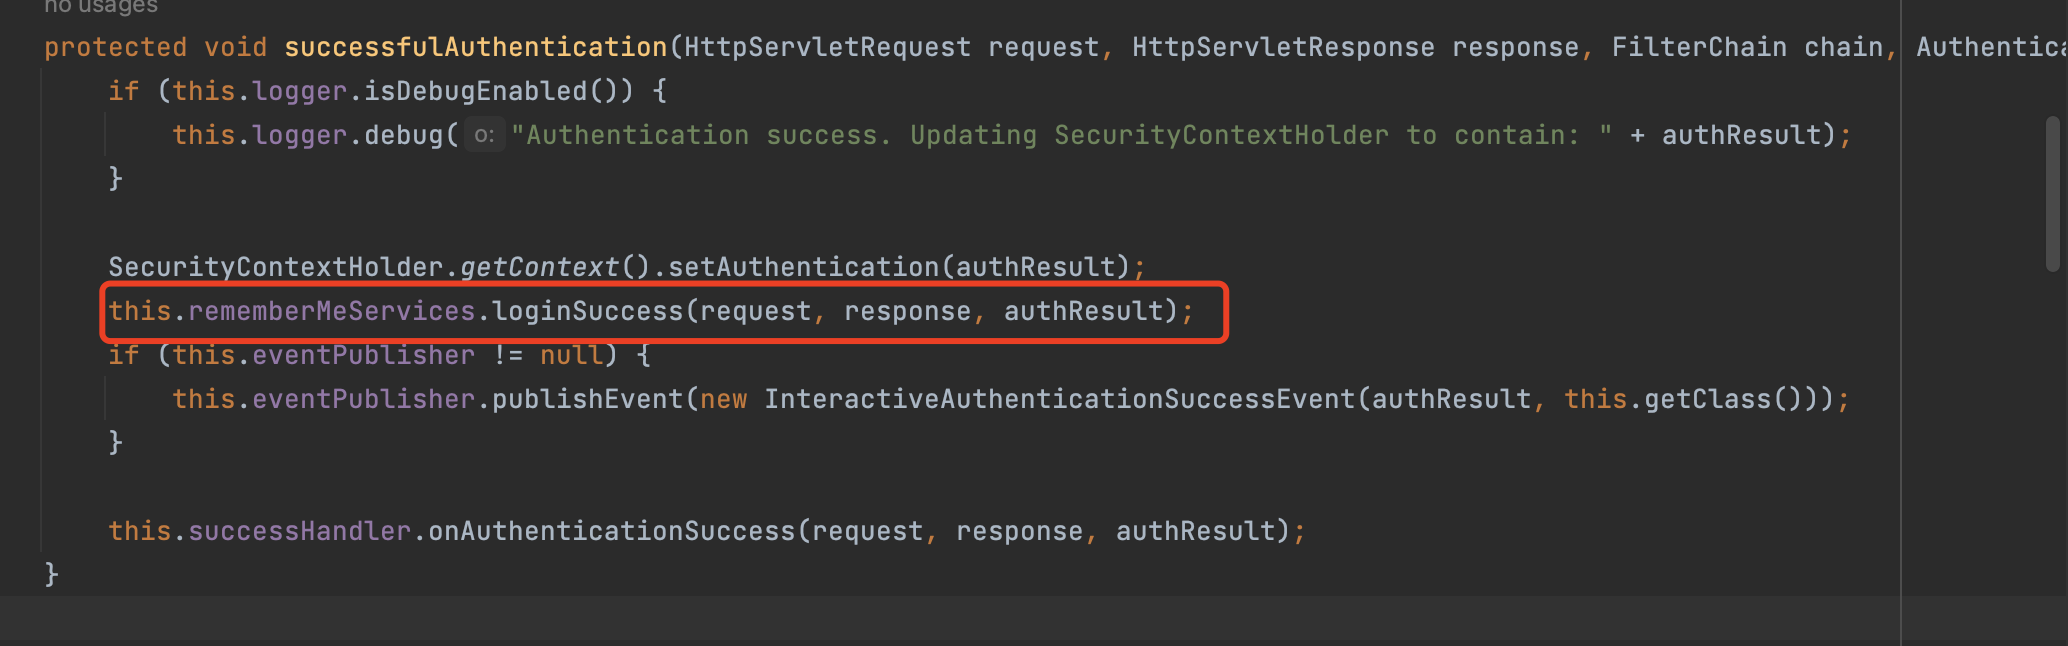 no usages
protected void successfulAuthentication(HttpServletRequest request, HttpServletResponse response, FilterChain chain, Authentica
if (this.logger.isDebugEnabled()) {
this.logger.debug( o: "Authentication success. Updating SecurityContextHolder to contain: " + authResult);
}
SecurityContextHolder.getContext().setAuthentication(authResult);
this.rememberMeServices.loginSuccess(request, response, authResult);
if (this.eventPublisher != null) {
this.eventPublisher.publishEvent(new InteractiveAuthenticationSuccessEvent(authResult, this.getClass()));
}
this.successHandler.onAuthenticationSuccess(request, response, authResult);
}